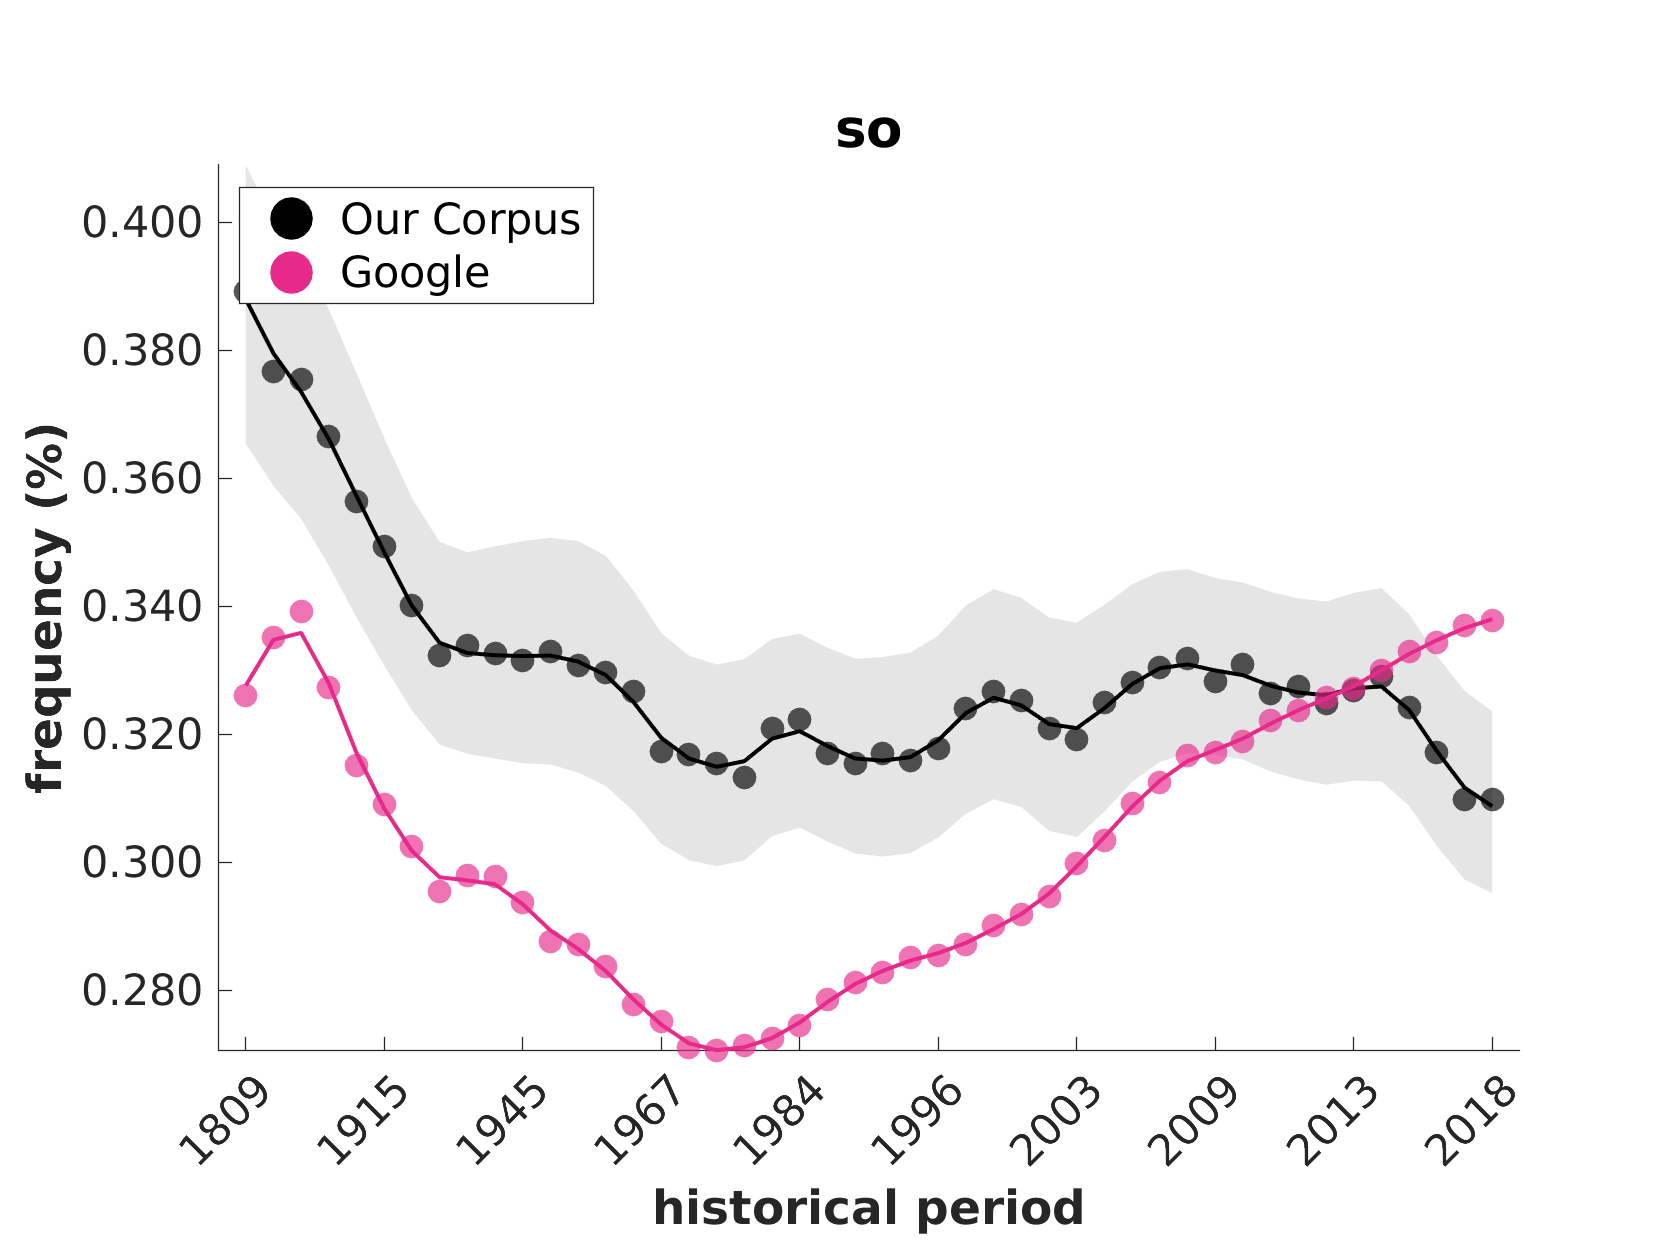 so
Our Corpus
Google
frequency (%)
0.400
0.380
0.360
0.340
0.320
0.300
0.280
1809 1915 1945 1967 1984 1996 2003 2009 2013 2018
historical period